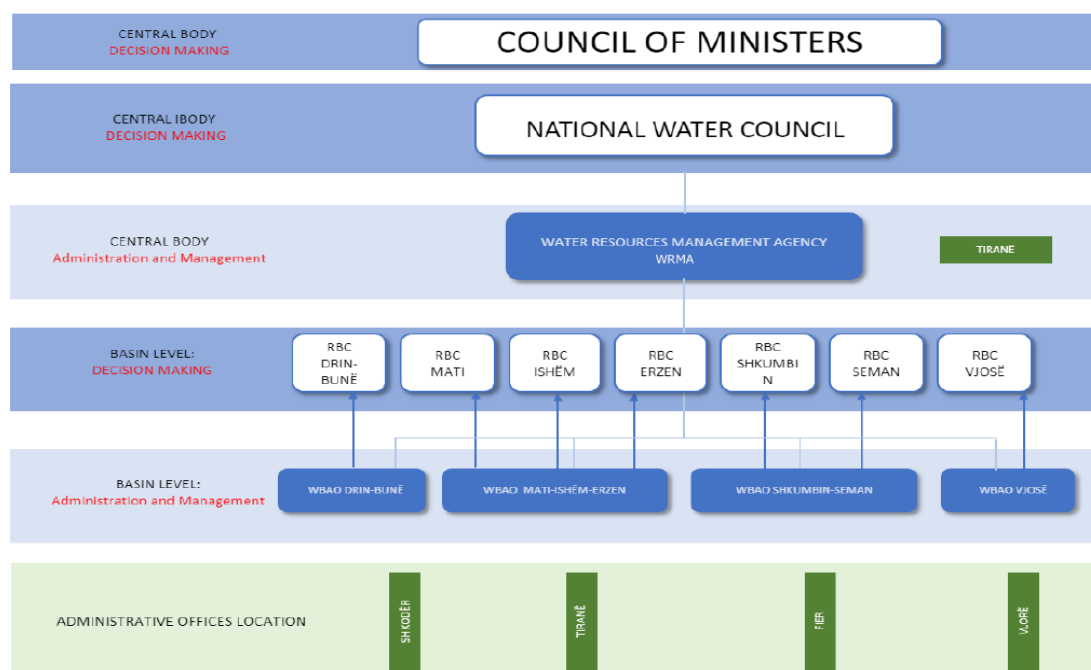 CENTRAL BODY
DECISION MAKING
COUNCIL OF MINISTERS
CENTRAL IBODY
DECISION MAKING
NATIONAL WATER COUNCIL
CENTRAL BODY
Administration and Management
WATER RESOURCES MANAGEMENT AGENCY
WRMA
TIRANE
BASIN LEVEL:
DECISION MAKING
RBC
DRIN-
BUNË
RBC
MATI
RBC
ISHËM
RBC
ERZEN
RBC
SHKUMBI
N
RBC
SEMAN
RBC
VJOSË
BASIN LEVEL:
Administration and Management
WBAO DRIN-BUNË
WBAO MATI-ISHËM-ERZEN
WBAO SHKUMBIN-SEMAN
WBAO VJOSË
ADMINISTRATIVE OFFICES LOCATION
SHKODËR
TIRANË
FIER
VLORË